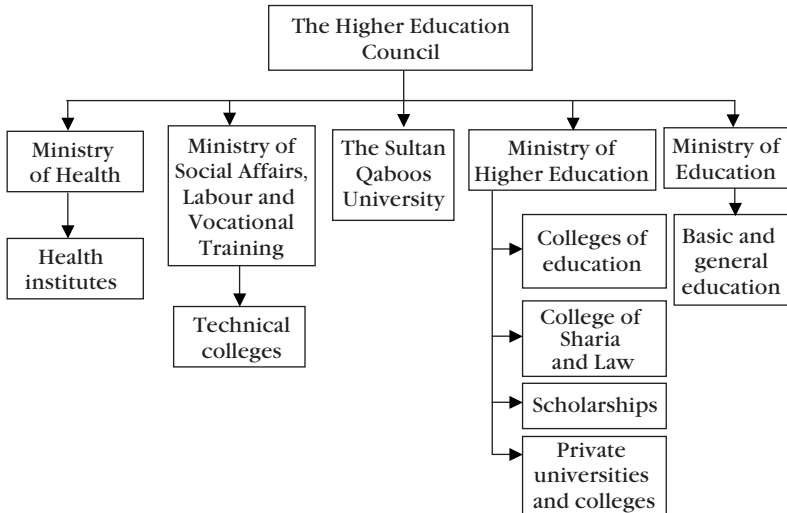 The Higher Education
Council
Ministry
of Health
Ministry of
Social Affairs,
Labour and
Vocational
Training
The Sultan
Qaboos
University
Ministry of
Higher Education
Ministry of
Education
Health
institutes
Technical
colleges
Colleges of
education
College of
Sharia
and Law
Scholarships
Private
universities
and colleges
Basic and
general
education